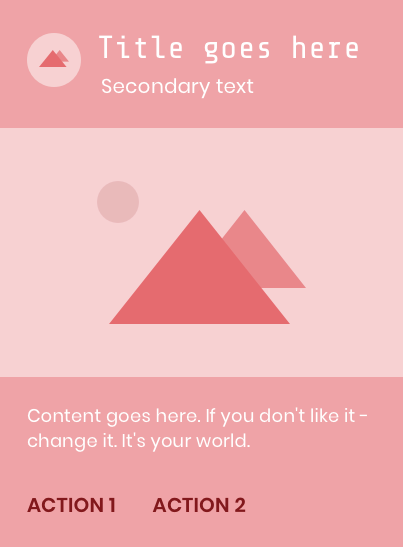 Title goes here
Secondary text
Content goes here. If you don't like it -
change it. It's your world.
ACTION 1 ACTION 2